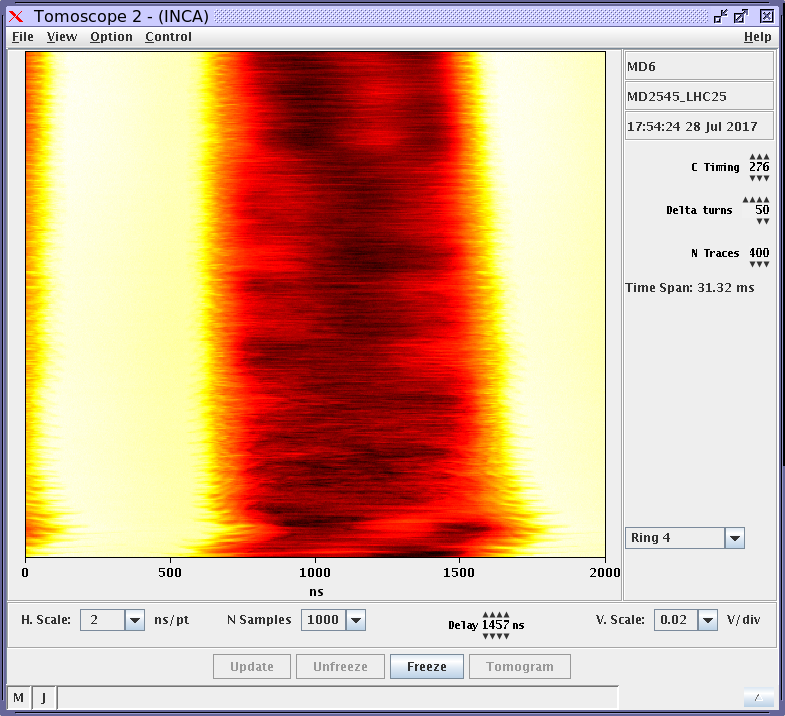 Tomoscope 2 - (INCA)
File View Option Control Help
MD6
MD2545_LHC25
17:54:24 28 Jul 2017
C Timing 276
Delta turns 50
N Traces 400
Time Span: 31.32 ms
Ring 4
0 500 1000 1500 2000
ns
H. Scale: 2 ns/pt N Samples 1000 Delay 1457 ns V. Scale: 0.02 V/div
Update Unfreeze Freeze Tomogram
M J